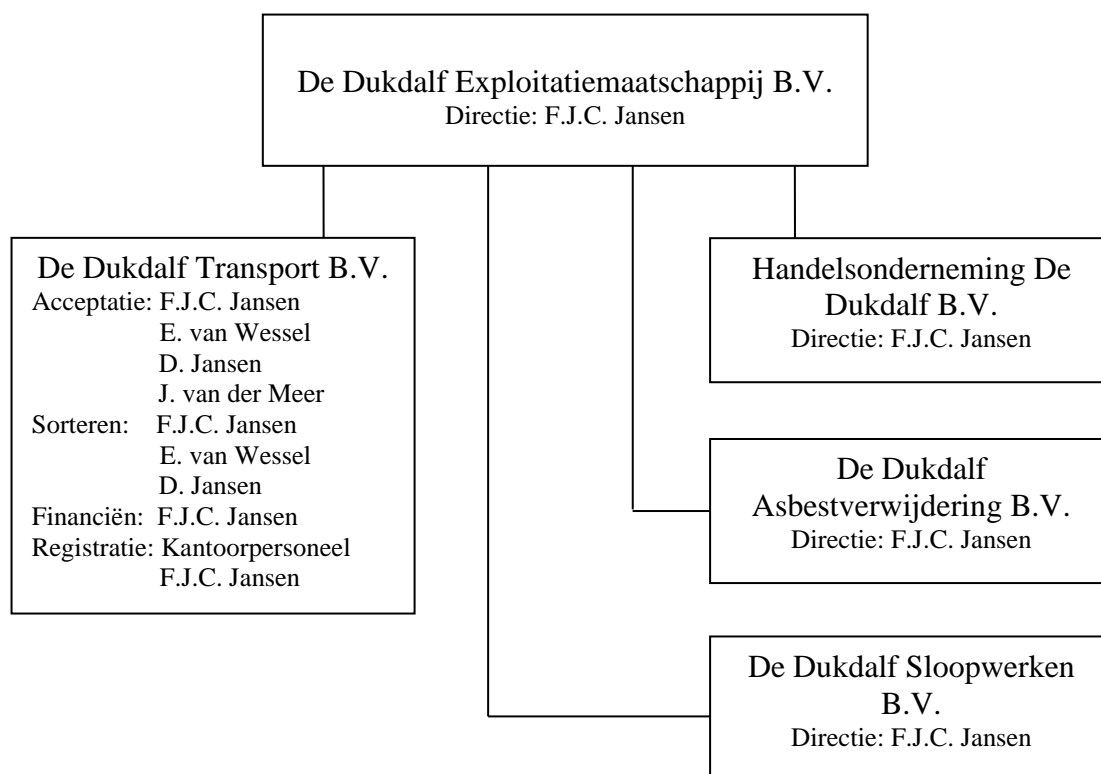 De Dukdalf Exploitatiemaatschappij B.V.
Directie: F.J.C. Jansen
De Dukdalf Transport B.V.
Acceptatie: F.J.C. Jansen
E. van Wessel
D. Jansen
J. van der Meer
Sorteren: F.J.C. Jansen
E. van Wessel
D. Jansen
Financiën: F.J.C. Jansen
Registratie: Kantoorpersoneel
F.J.C. Jansen
Handelsonderneming De
Dukdalf B.V.
Directie: F.J.C. Jansen
De Dukdalf
Asbestverwijdering B.V.
Directie: F.J.C. Jansen
De Dukdalf Sloopwerken
B.V.
Directie: F.J.C. Jansen